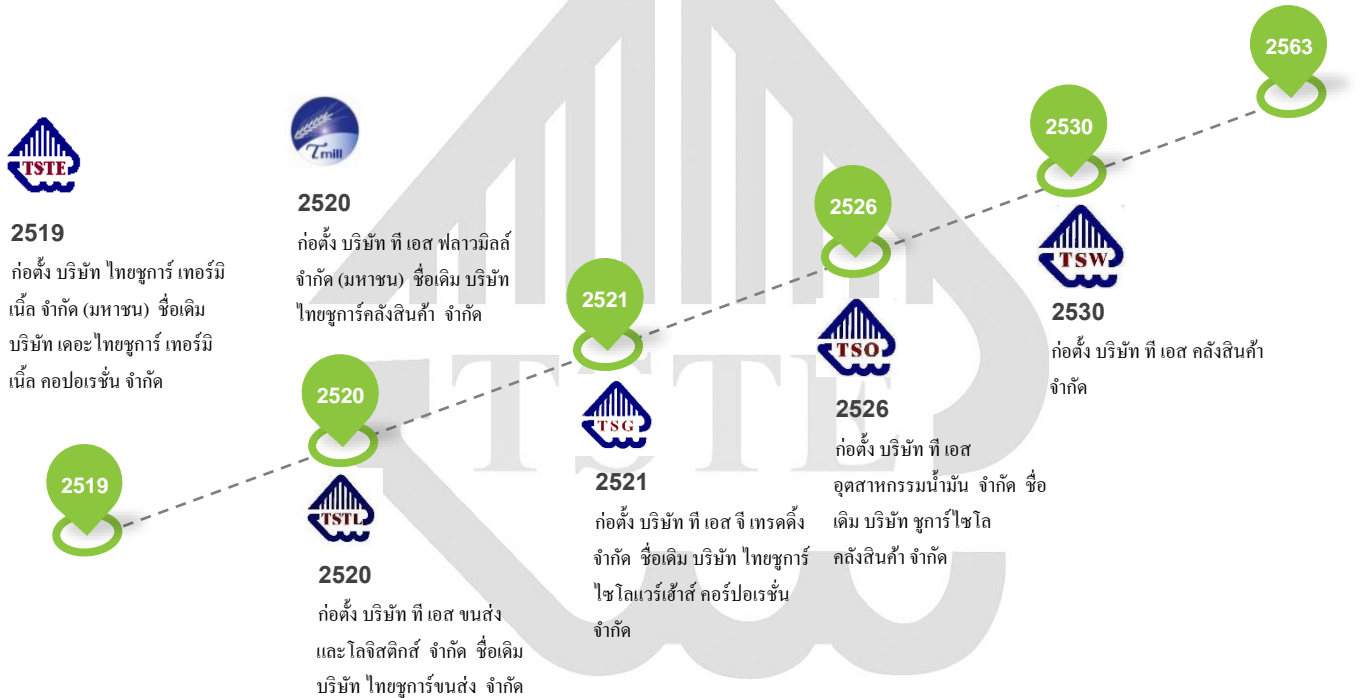 2563
2530
2526
2521
2520
2519
TSTE
2519
ก่อตั้ง บริษัท ไทยชูการ์ เทอร์มิ
เนิ้ล จำกัด (มหาชน) ชื่อเดิม
บริษัท เดอะไทยชูการ์ เทอร์มิ
เนิ้ล คอปอเรชั่น จำกัด
Tmill
2520
ก่อตั้ง บริษัท ที เอส ฟลาวมิลล์
จำกัด (มหาชน) ชื่อเดิม บริษัท
ไทยชูการ์คลังสินค้า จำกัด
TSTL
2520
ก่อตั้ง บริษัท ที เอส ขนส่ง
และโลจิสติกส์ จำกัด ชื่อเดิม
บริษัท ไทยชูการ์ขนส่ง จำกัด
TSG
2521
ก่อตั้ง บริษัท ที เอส จี เทรดดิ้ง
จำกัด ชื่อเดิม บริษัท ไทยชูการ์
ไซโลแวร์เฮ้าส์ คอร์ปอเรชั่น
จำกัด
TSO
2526
ก่อตั้ง บริษัท ที เอส
อุตสาหกรรมน้ำมัน จำกัด ชื่อ
เดิม บริษัท ชูการ์ไซโล
คลังสินค้า จำกัด
TSW
2530
ก่อตั้ง บริษัท ที เอส คลังสินค้า
จำกัด
TSTE